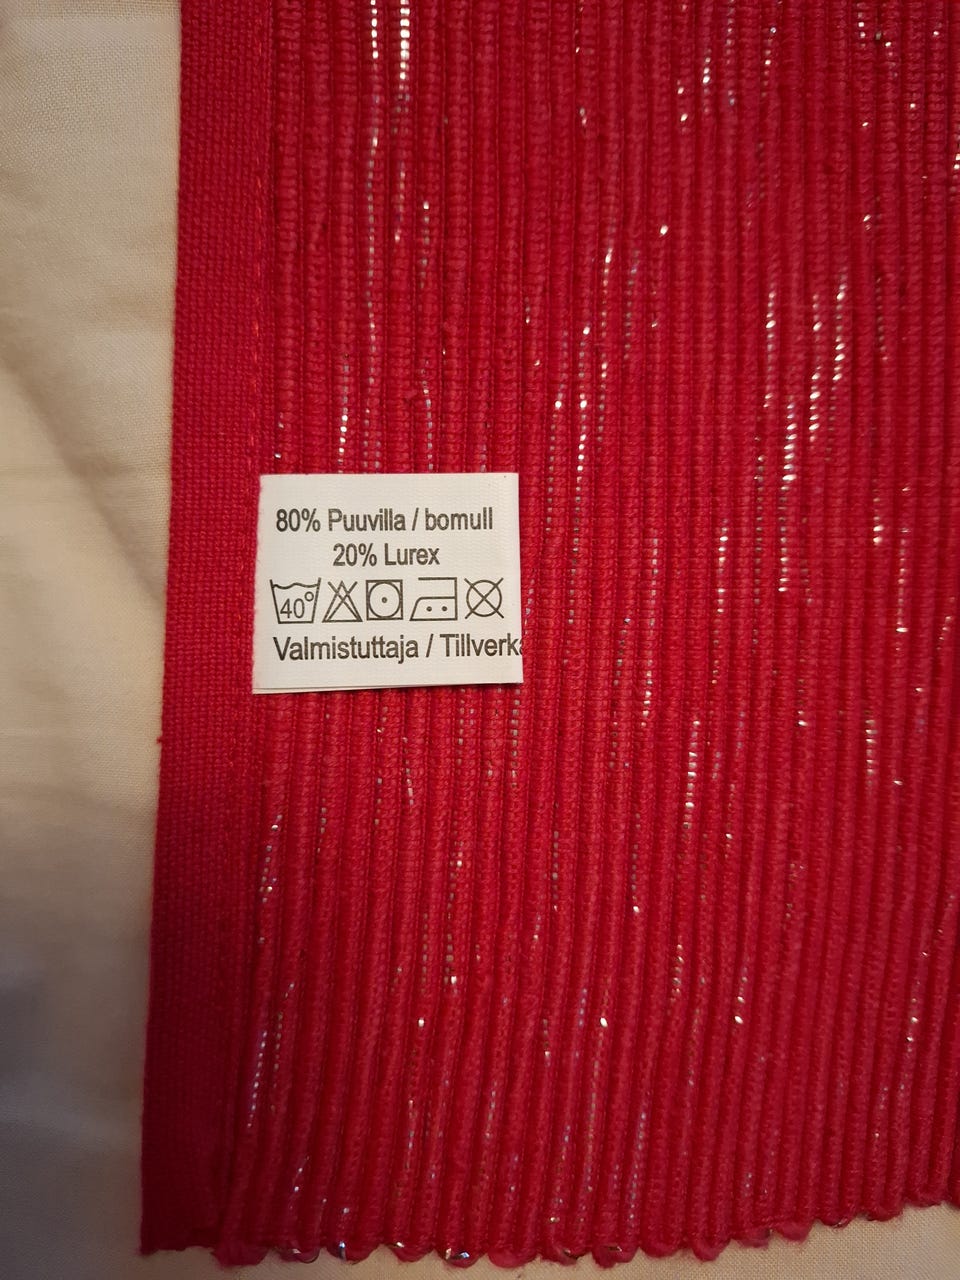 80% Puuvilla / bomull
20% Lurex
40°
Valmistuttaja / Tillverka